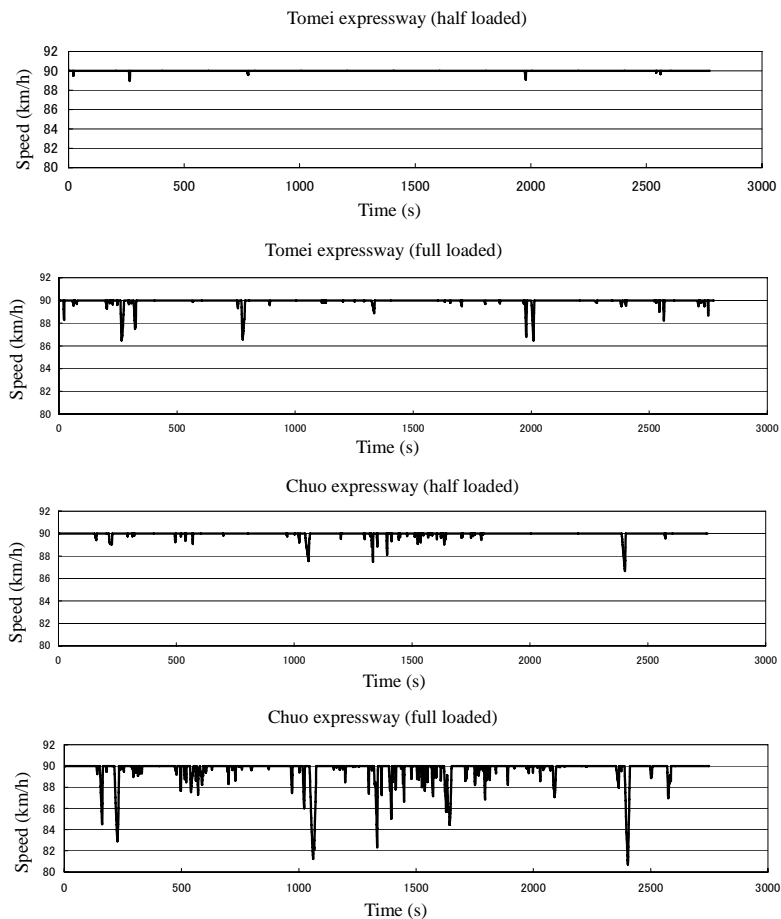 Tomei expressway (half loaded)
92
90
88
86
84
82
80
Speed (km/h)
0 500 1000 1500 2000 2500 3000
Time (s)
Tomei expressway (full loaded)
92
90
88
86
84
82
80
Speed (km/h)
0 500 1000 1500 2000 2500 3000
Time (s)
Chuo expressway (half loaded)
92
90
88
86
84
82
80
Speed (km/h)
0 500 1000 1500 2000 2500 3000
Time (s)
Chuo expressway (full loaded)
92
90
88
86
84
82
80
Speed (km/h)
0 500 1000 1500 2000 2500 3000
Time (s)